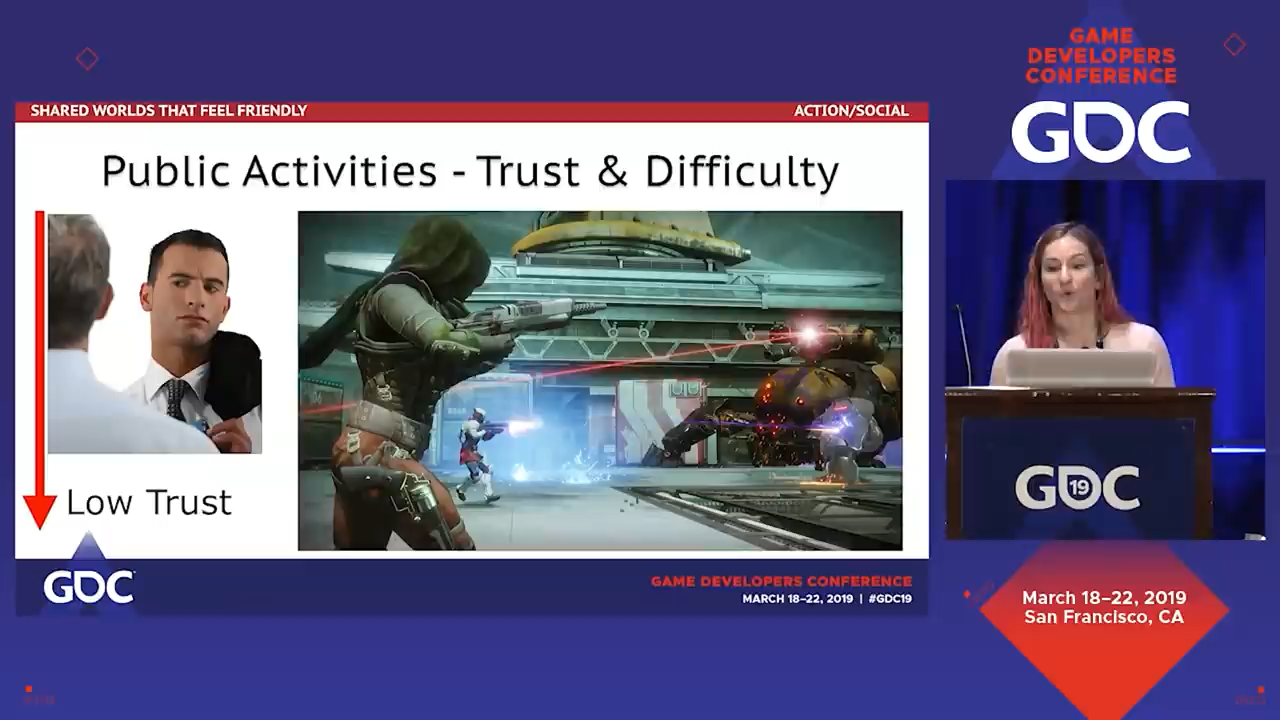 SHARED WORLDS THAT FEEL FRIENDLY
ACTION/SOCIAL
Public Activities - Trust & Difficulty
Low Trust
GDC
GAME DEVELOPERS CONFERENCE
MARCH 18–22, 2019 | #GDC19
GAME
DEVELOPERS
CONFERENCE
GDC
GDC
19
March 18–22, 2019
San Francisco, CA